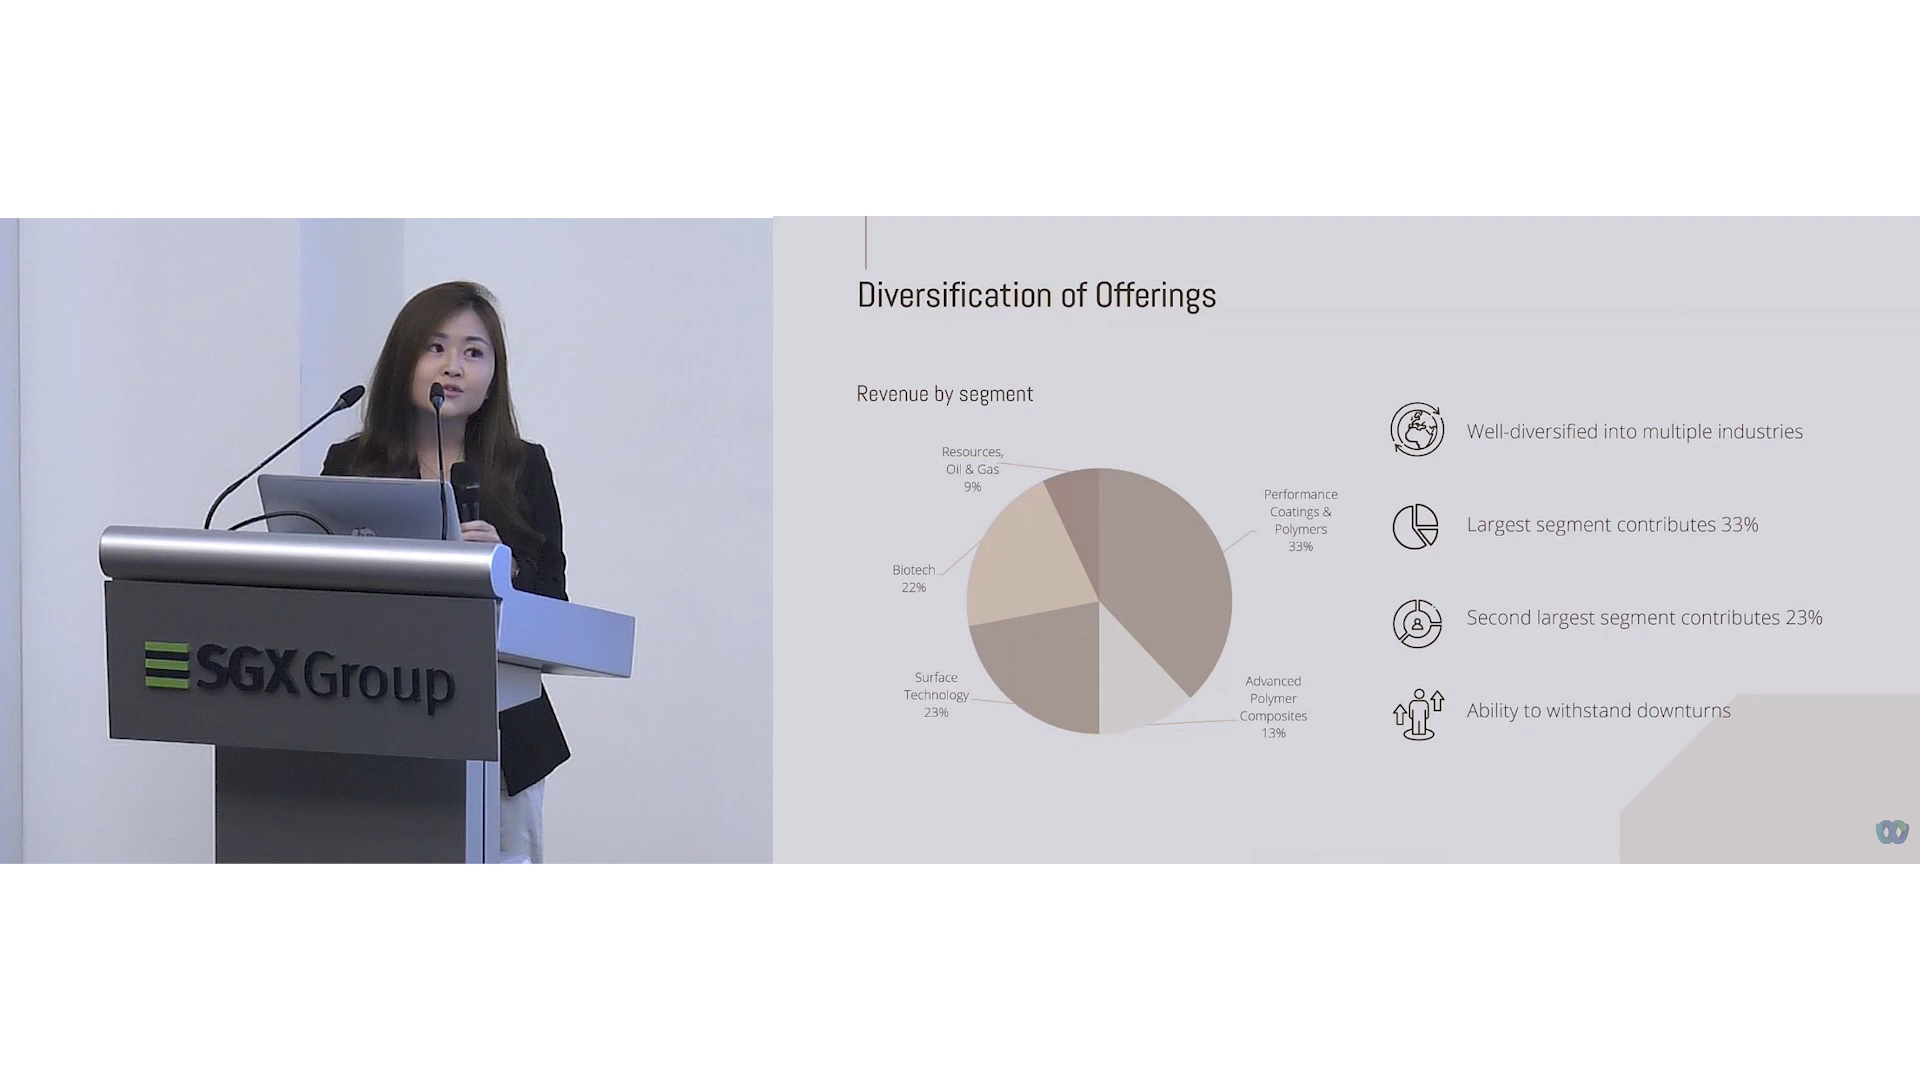 SGX Group
Diversification of Offerings
Revenue by segment
Resources,
Oil & Gas
9%
Performance
Coatings &
Polymers
33%
Biotech
22%
Surface
Technology
23%
Advanced
Polymer
Composites
13%
Well-diversified into multiple industries
Largest segment contributes 33%
Second largest segment contributes 23%
Ability to withstand downturns